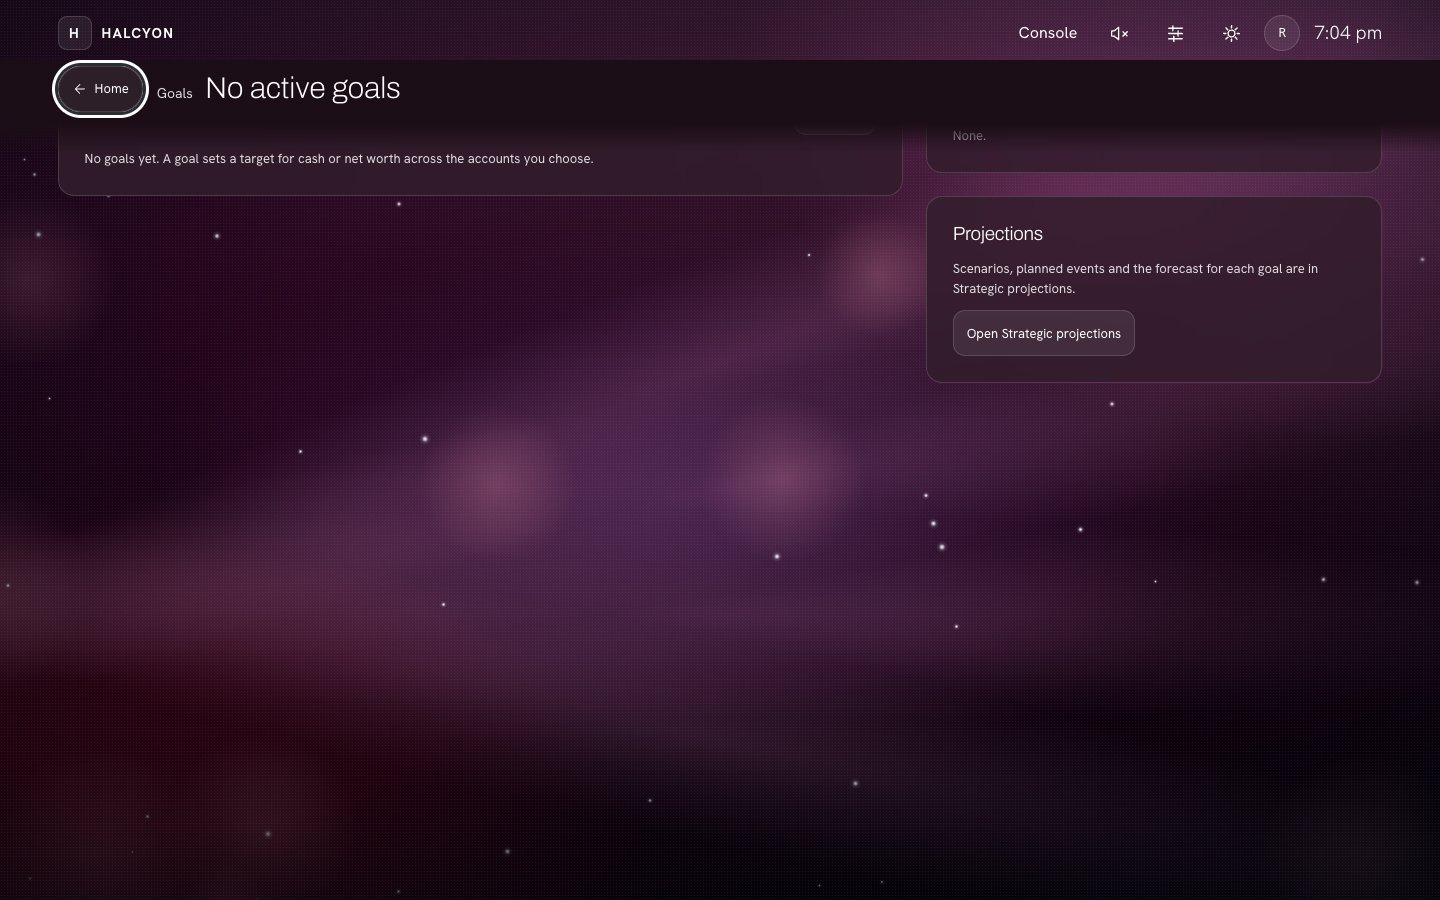 H HALCYON
Console
R
7:04 pm
Home
Goals No active goals
No goals yet. A goal sets a target for cash or net worth across the accounts you choose.
None.
Projections
Scenarios, planned events and the forecast for each goal are in
Strategic projections.
Open Strategic projections